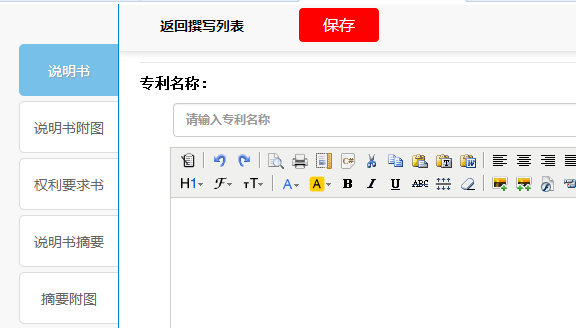 返回撰写列表
保存
说明书
说明书附图
权利要求书
说明书摘要
摘要附图
专利名称：
请输入专利名称
C#
T
W
H1 ℱ тT A A B I U ABC